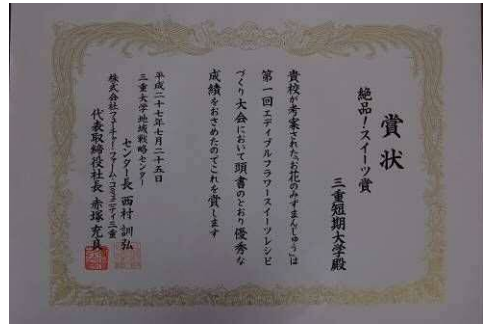 賞状
絶品!スイーツ賞
三重短期大学殿
貴校が考案された「お花のみずまんじゅう」は
第一回エディブルフラワースイーツレシピ
づくり大会において頭書のとおり優秀な
成績をおさめたのでこれを賞します
平成二十七年七月二十五日
三重大学地域戦略センター
センター長 西村訓弘
株式会社フューチャー・ファーム・コミュニティ三重
代表取締役社長 赤塚充良